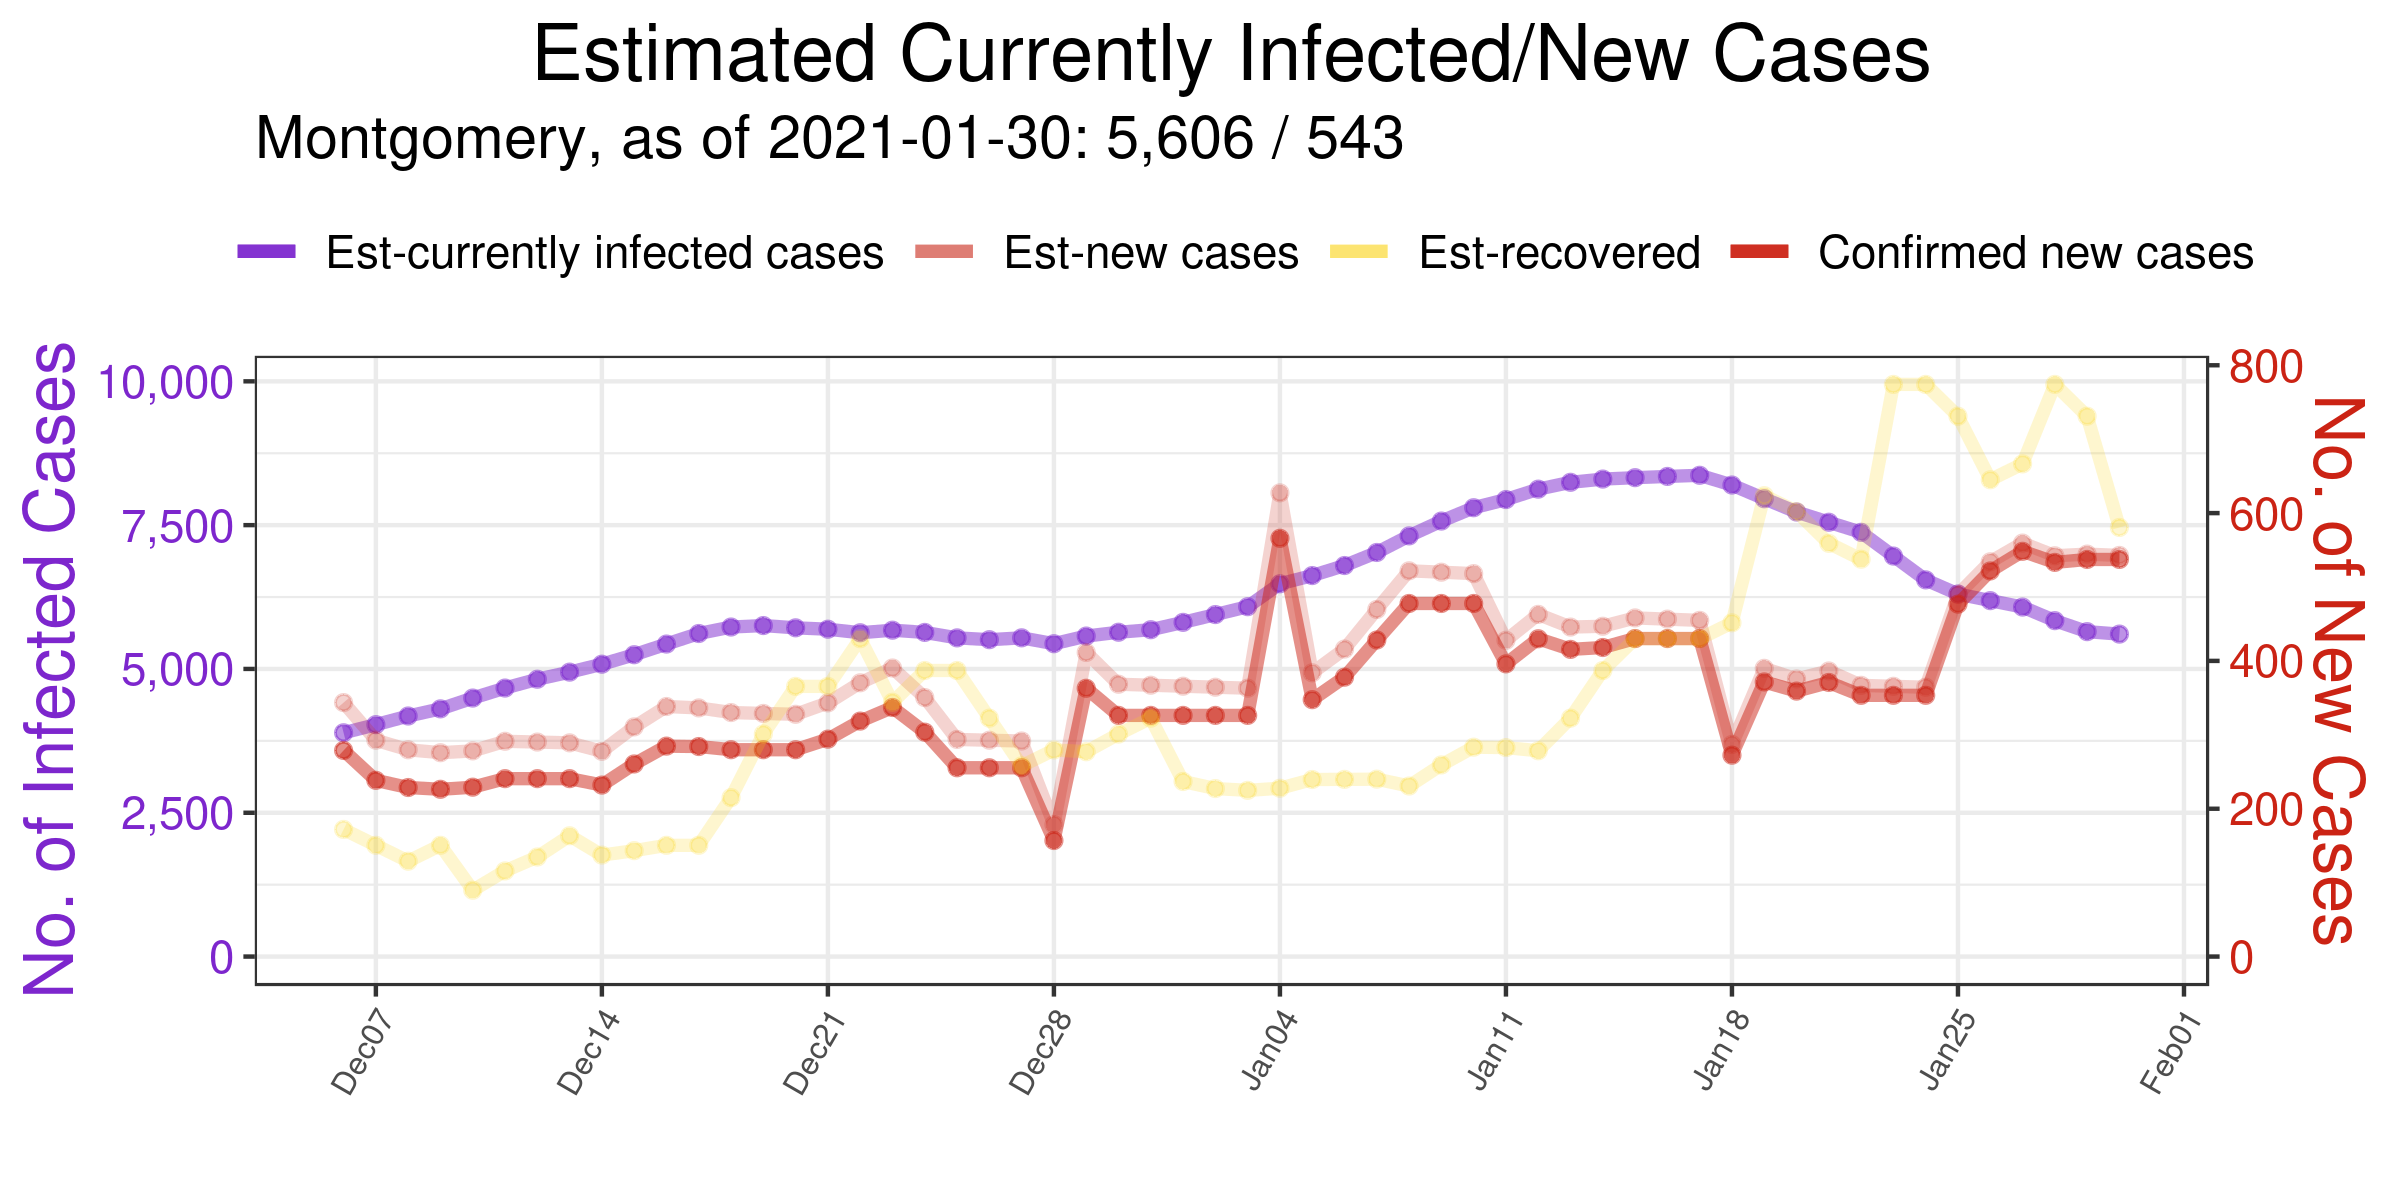 Estimated Currently Infected/New Cases
Montgomery, as of 2021-01-30: 5,606 / 543
Est-currently infected cases Est-new cases Est-recovered Confirmed new cases
No. of Infected Cases
10,000
7,500
5,000
2,500
0
800
600
400
200
0
No. of New Cases
Dec07 Dec14 Dec21 Dec28 Jan04 Jan11 Jan18 Jan25 Feb01